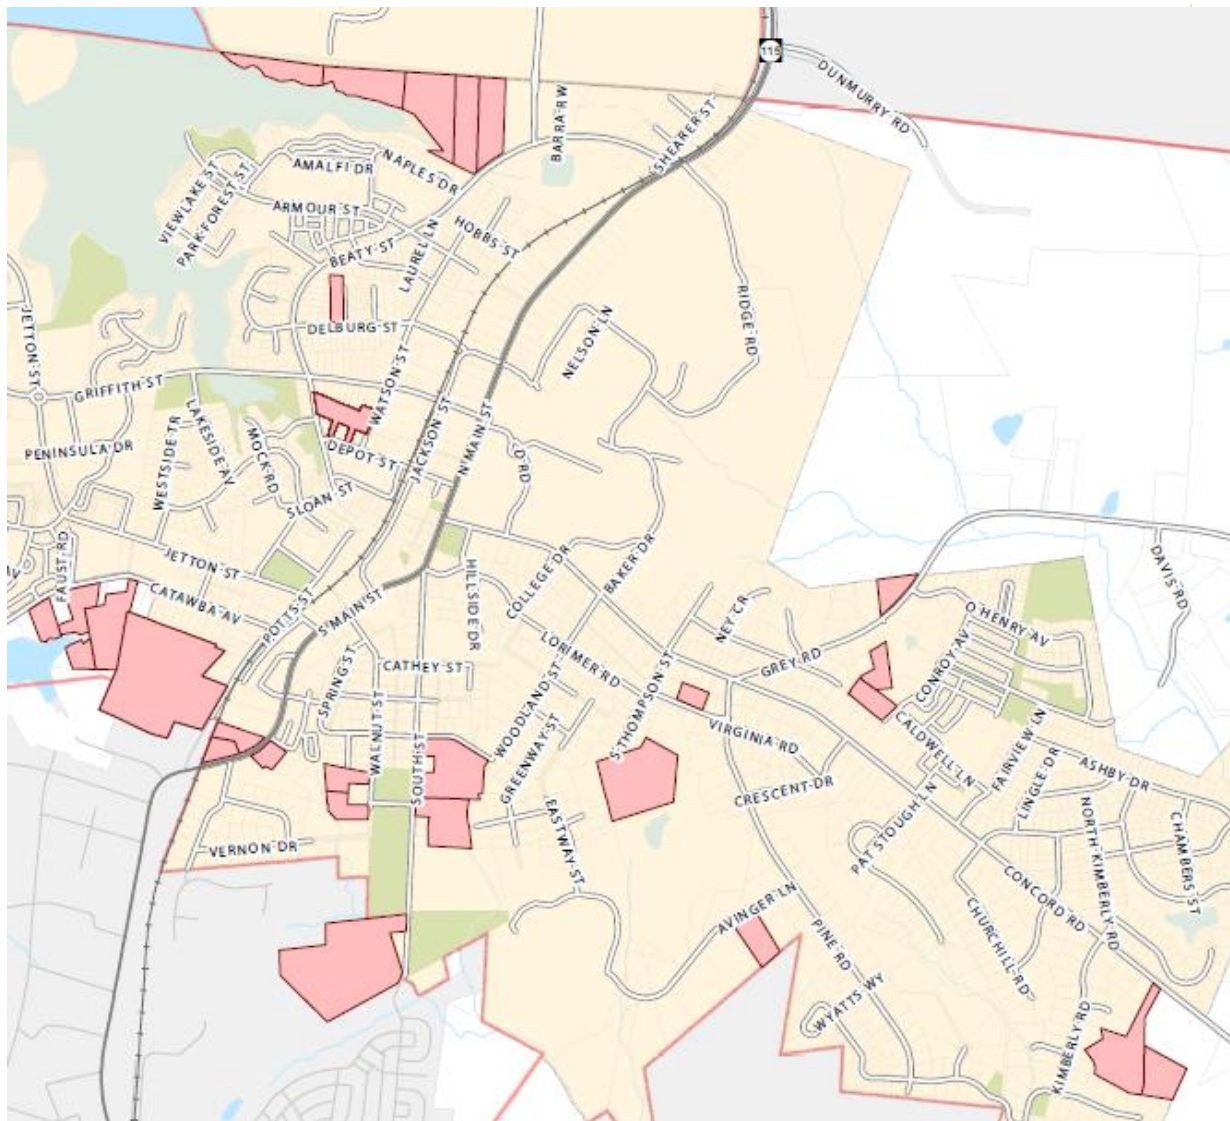 115
DUNMURRY RD
BARRA RW
SHEARER ST
NAPLES DR
AMALFI DR
VIEWLAKE ST
PARK FOREST ST
ARMOUR ST
HOBBS ST
LAUREL LN
BEATY ST
RIDGE RD
JETTON ST
DELBURG ST
NELSON LN
WATSON ST
GRIFFITH ST
JACKSON ST
N MAIN ST
PENINSULA DR
WESTSIDE TR
LAKESIDE AV
MOCK RD
DEPOT ST
D RD
SLOAN ST
FAUST RD
JETTON ST
DAVIS RD
AV
CATAWBA AV
POTTS ST
S MAIN ST
HILLSIDE DR
COLLEGE DR
BAKER DR
NEY CR
O HENRY AV
LORIMER RD
GREY RD
CONROY AV
CATHEY ST
SPRING ST
WALNUT ST
SOUTH ST
WOODLAND ST
GREENWAY ST
S THOMPSON ST
VIRGINIA RD
CALDWELL LN
FAIRVIEW LN
LINGLE DR
ASHBY DR
CRESCENT DR
EASTWAY ST
PAT STOUGH LN
NORTH KIMBERLY RD
CHAMBERS ST
VERNON DR
AVINGER LN
PINE RD
CHURCHILL RD
CONCORD RD
WYATTS WY
KIMBERLY RD